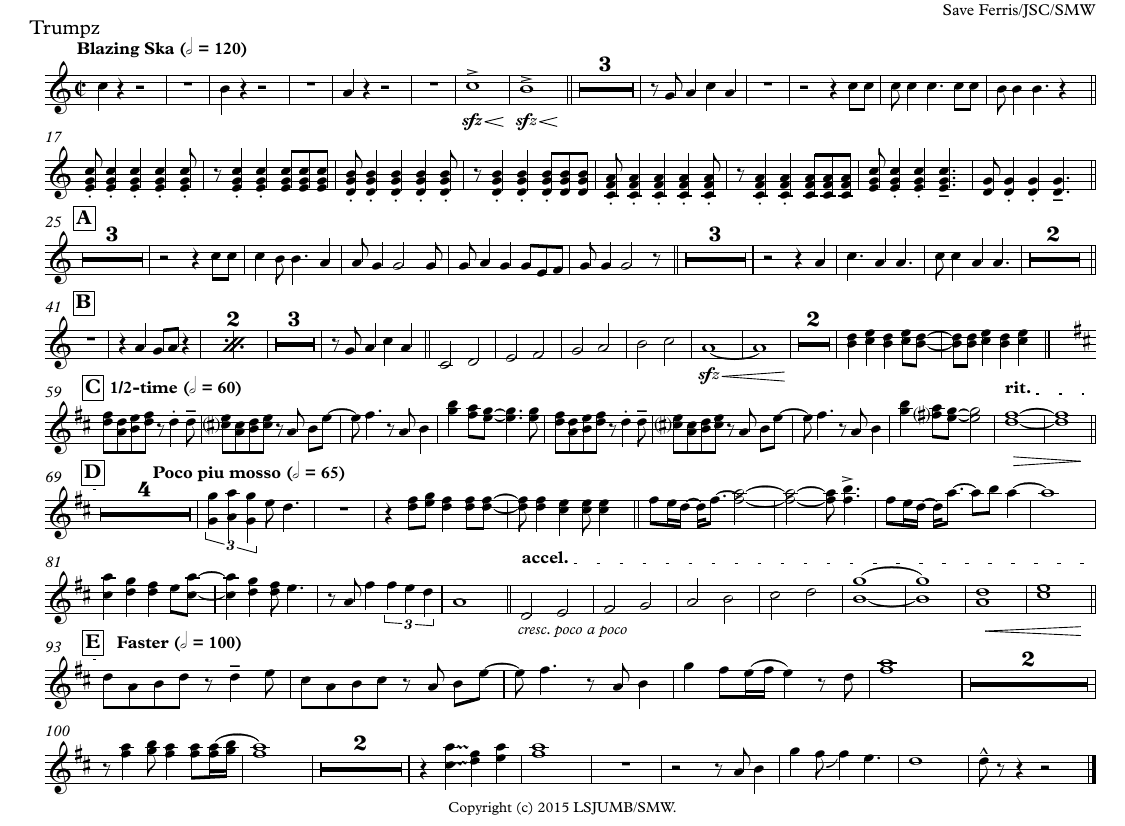 Save Ferris/JSC/SMW
Trumpz
Blazing Ska (𝅗𝅥 = 120)
3
sfz sfz
17
A
25 3 3 2
B
41 2 3 2
sfz
59 C 1/2-time (𝅗𝅥 = 60) rit.
69 D Poco piu mosso (𝅗𝅥 = 65)
4
3
81 accel.
3 cresc. poco a poco
93 E Faster (𝅗𝅥 = 100)
2
100 2
Copyright (c) 2015 LSJUMB/SMW.